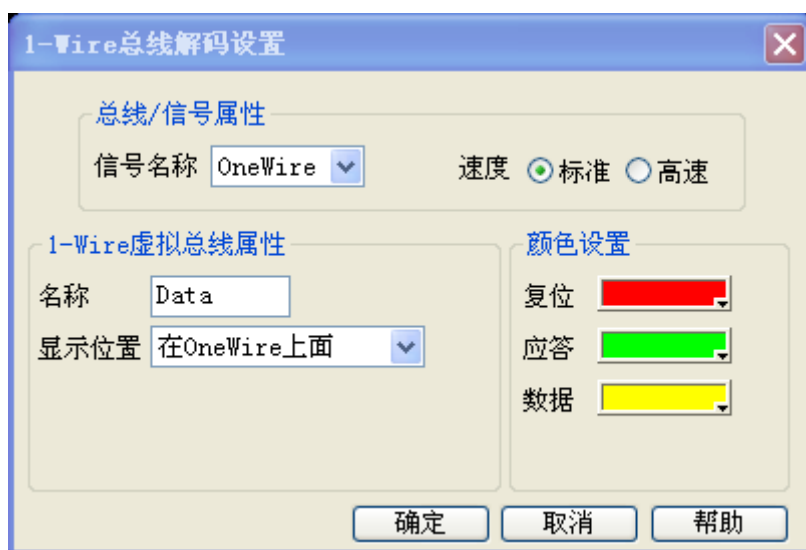 1-Wire总线解码设置
总线/信号属性
信号名称 OneWire 速度 标准 高速
1-Wire虚拟总线属性
名称 Data
显示位置 在OneWire上面
颜色设置
复位
应答
数据
确定 取消 帮助